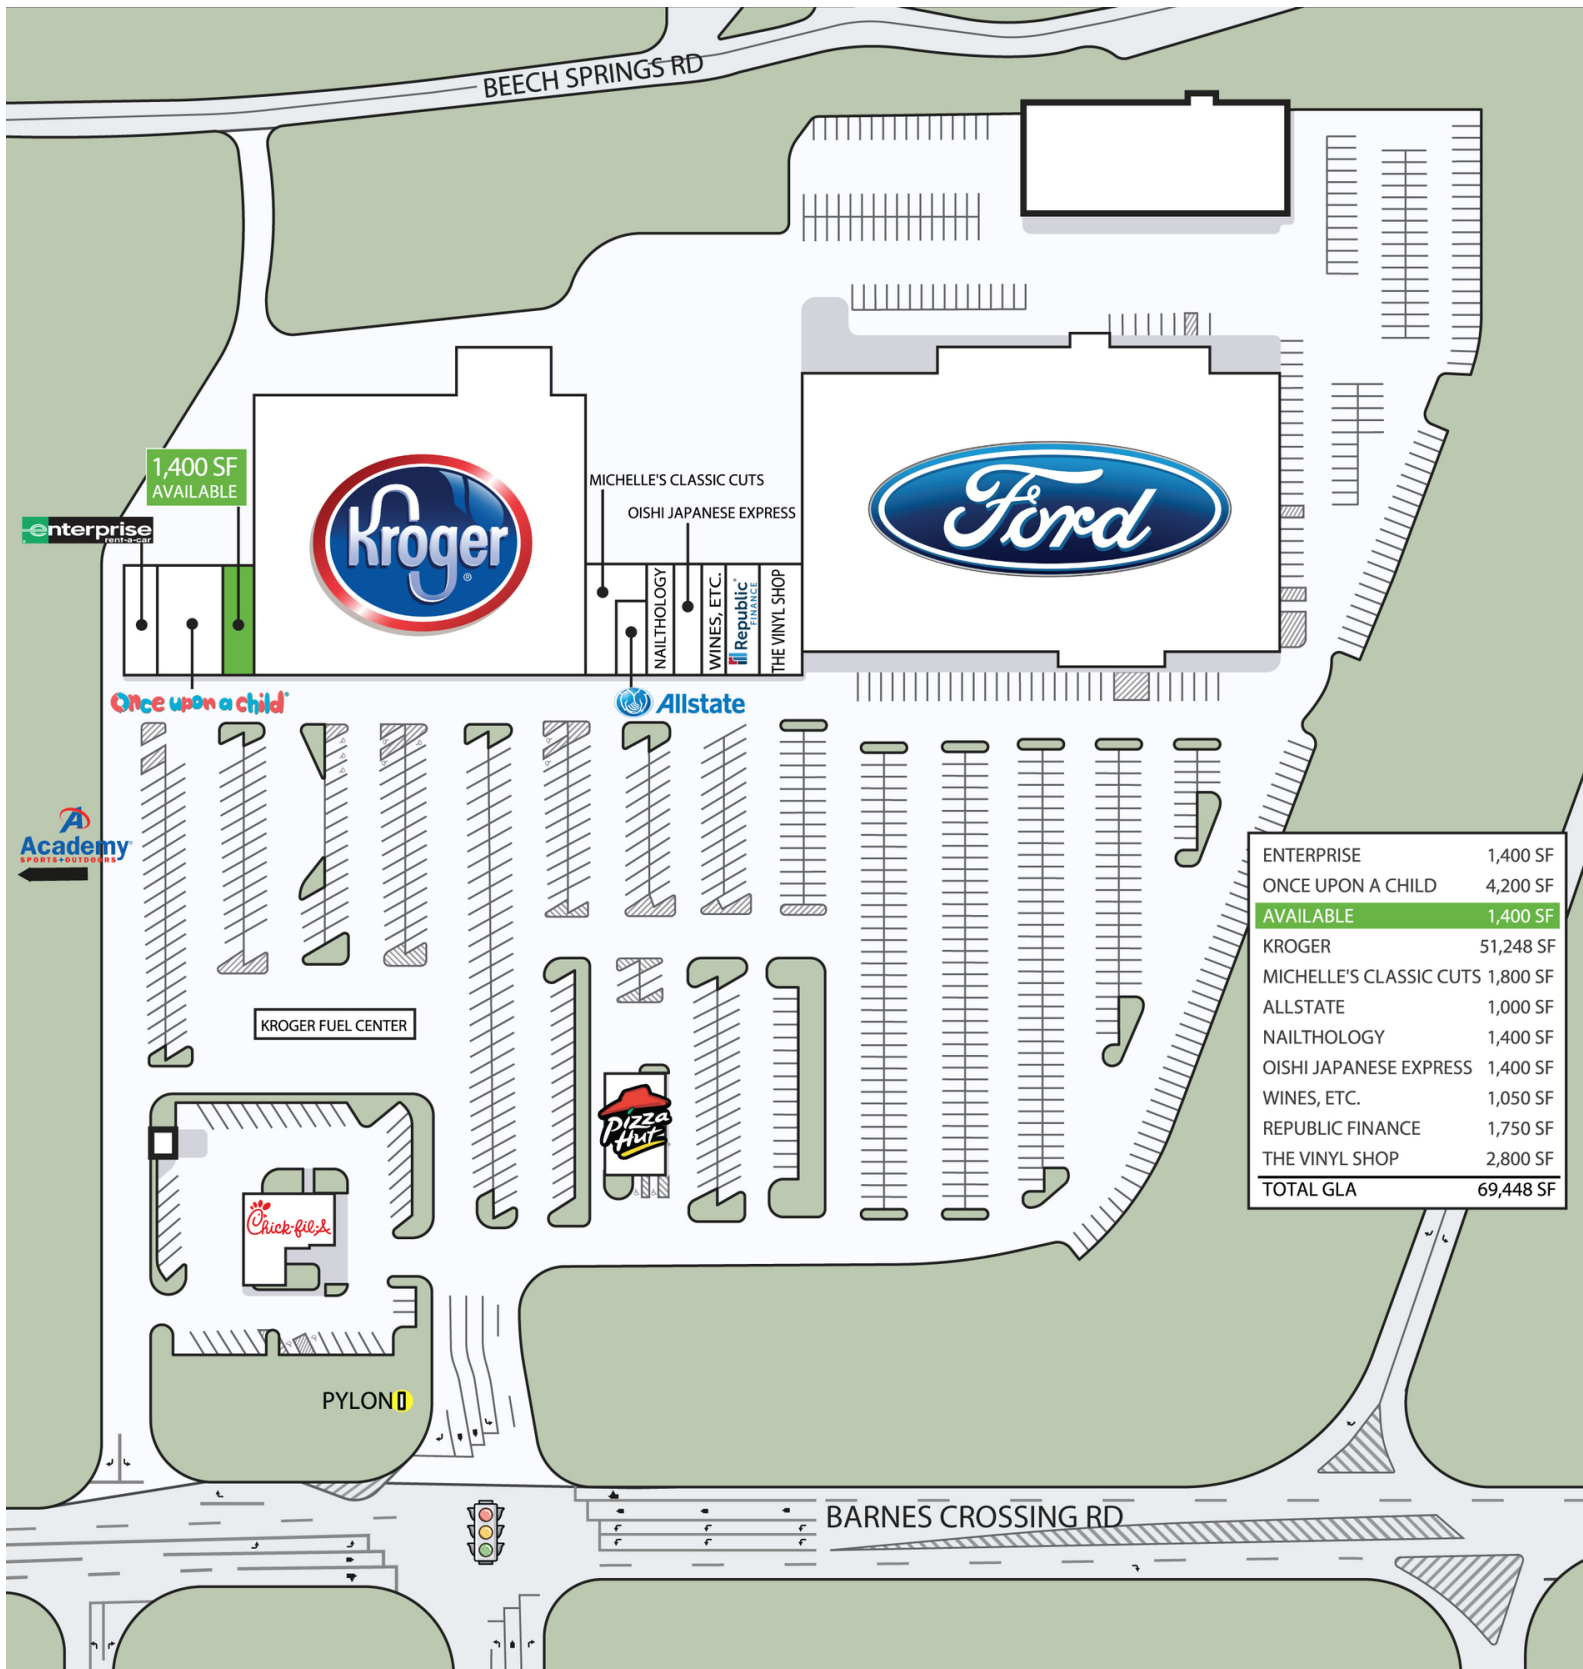 BEECH SPRINGS RD
1,400 SF
AVAILABLE
enterprise
rent-a-car
Kroger
MICHELLE'S CLASSIC CUTS
OISHI JAPANESE EXPRESS
Ford
NAILTHOLOGY
WINES, ETC.
Republic
FINANCE
THE VINYL SHOP
Once upon a child
Allstate
Academy
SPORTS+OUTDOORS
ENTERPRISE 1,400 SF
ONCE UPON A CHILD 4,200 SF
AVAILABLE 1,400 SF
KROGER 51,248 SF
MICHELLE'S CLASSIC CUTS 1,800 SF
ALLSTATE 1,000 SF
NAILTHOLOGY 1,400 SF
OISHI JAPANESE EXPRESS 1,400 SF
WINES, ETC. 1,050 SF
REPUBLIC FINANCE 1,750 SF
THE VINYL SHOP 2,800 SF
TOTAL GLA 69,448 SF
KROGER FUEL CENTER
Pizza
Hut
Chick-fil-A
PYLON
BARNES CROSSING RD